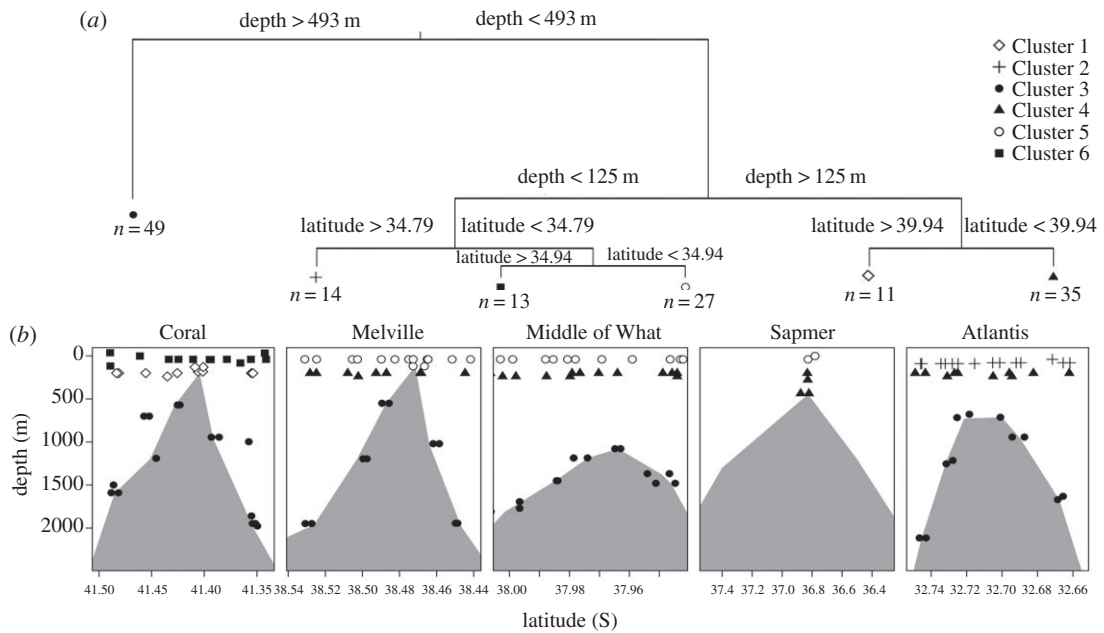 (a)
depth > 493 m depth < 493 m
Cluster 1
Cluster 2
Cluster 3
Cluster 4
Cluster 5
Cluster 6
depth < 125 m depth > 125 m
n = 49
latitude > 34.79 latitude < 34.79 latitude > 39.94 latitude < 39.94
latitude > 34.94 latitude < 34.94
n = 14 n = 13 n = 27 n = 11 n = 35
(b) Coral Melville Middle of What Sapmer Atlantis
0
500
1000
1500
2000
depth (m)
41.50 41.45 41.40 41.35 38.54 38.52 38.50 38.48 38.46 38.44 38.00 37.98 37.96 37.4 37.2 37.0 36.8 36.6 36.4 32.74 32.72 32.70 32.68 32.66
latitude (S)